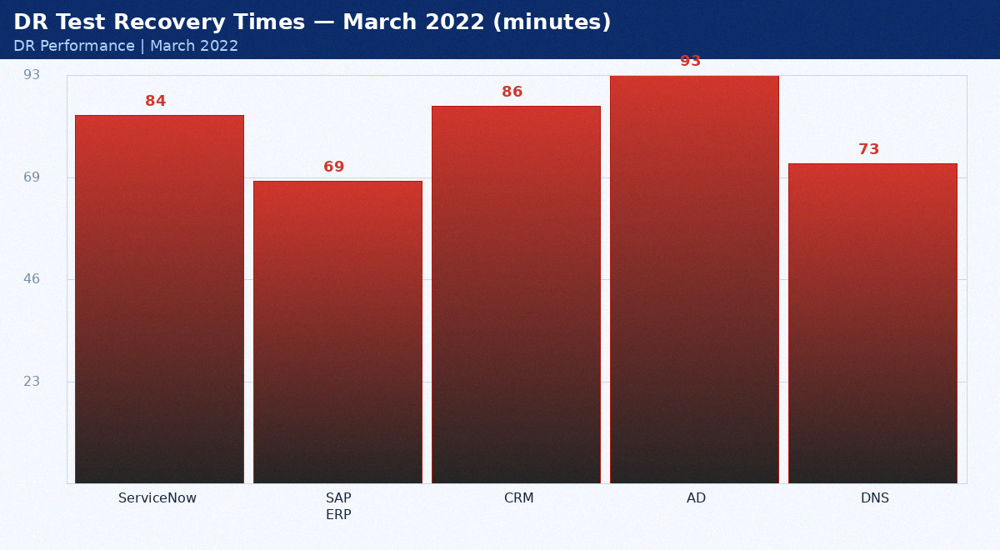 DR Test Recovery Times — March 2022 (minutes)
DR Performance | March 2022
93
69
46
23
84
69
86
93
73
ServiceNow
SAP
ERP
CRM
AD
DNS